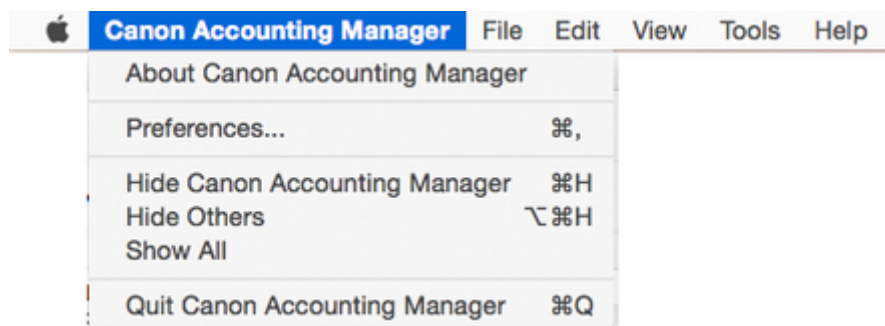 Canon Accounting Manager File Edit View Tools Help
About Canon Accounting Manager
Preferences... ⌘,
Hide Canon Accounting Manager ⌘H
Hide Others ⌥⌘H
Show All
Quit Canon Accounting Manager ⌘Q